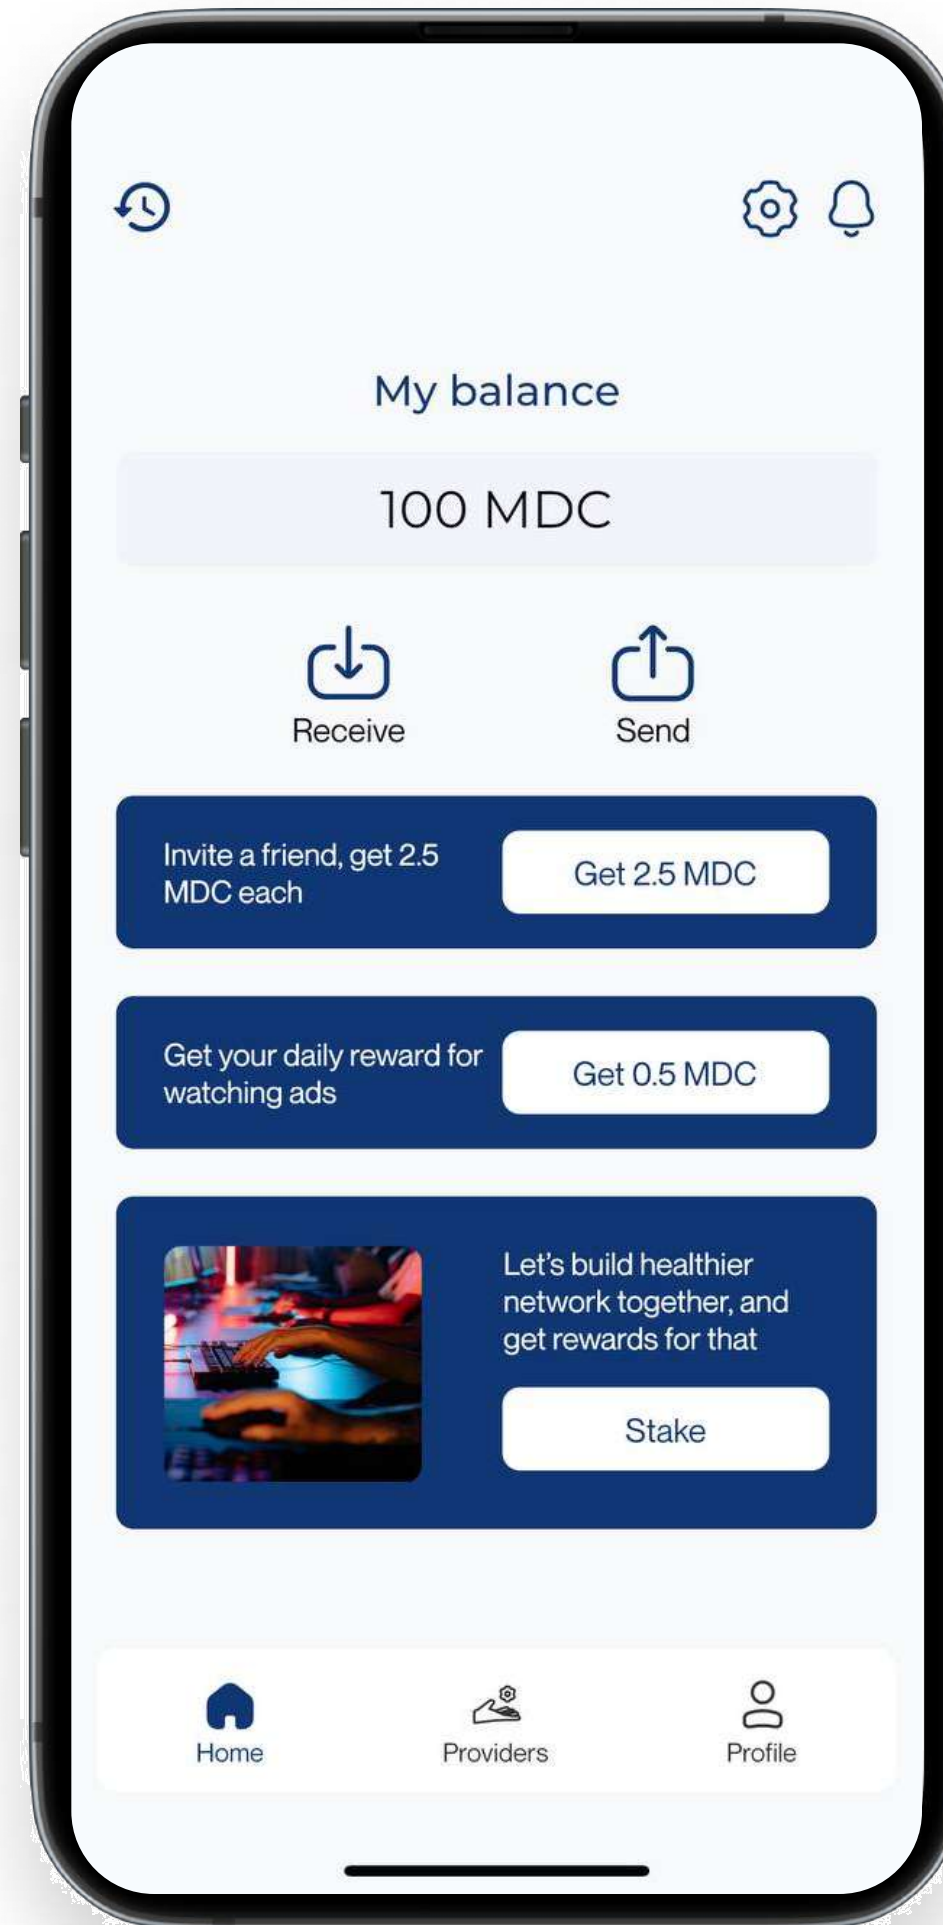 My balance
100 MDC
Receive
Send
Invite a friend, get 2.5
MDC each
Get 2.5 MDC
Get your daily reward for
watching ads
Get 0.5 MDC
Let's build healthier
network together, and
get rewards for that
Stake
Home
Providers
Profile